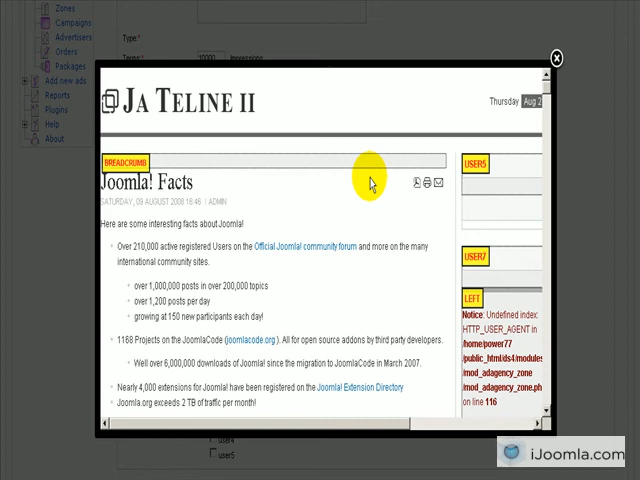 Zones
Campaigns
Advertisers
Orders
Packages
Add new ads
Reports
Plugins
Help
About
Type:*
Terms: 10000 Impressions
JA TELINE II
Thursday Aug 2
BREADCRUMB
Joomla! Facts
SATURDAY, 09 AUGUST 2008 16:46 | ADMIN
Here are some interesting facts about Joomla!
Over 210,000 active registered Users on the Official Joomla! community forum and more on the many
international community sites.
over 1,000,000 posts in over 200,000 topics
over 1,200 posts per day
growing at 150 new participants each day!
1168 Projects on the JoomlaCode (joomlacode.org ). All for open source addons by third party developers.
Well over 6,000,000 downloads of Joomla! since the migration to JoomlaCode in March 2007.
Nearly 4,000 extensions for Joomla! have been registered on the Joomla! Extension Directory
Joomla.org exceeds 2 TB of traffic per month!
USER5
USER7
LEFT
Notice: Undefined index:
HTTP_USER_AGENT in
/home/power77
/public_html/ds4/modules
/mod_adagency_zone
/mod_adagency_zone.ph
on line 116
user4
user5
iJoomla.com